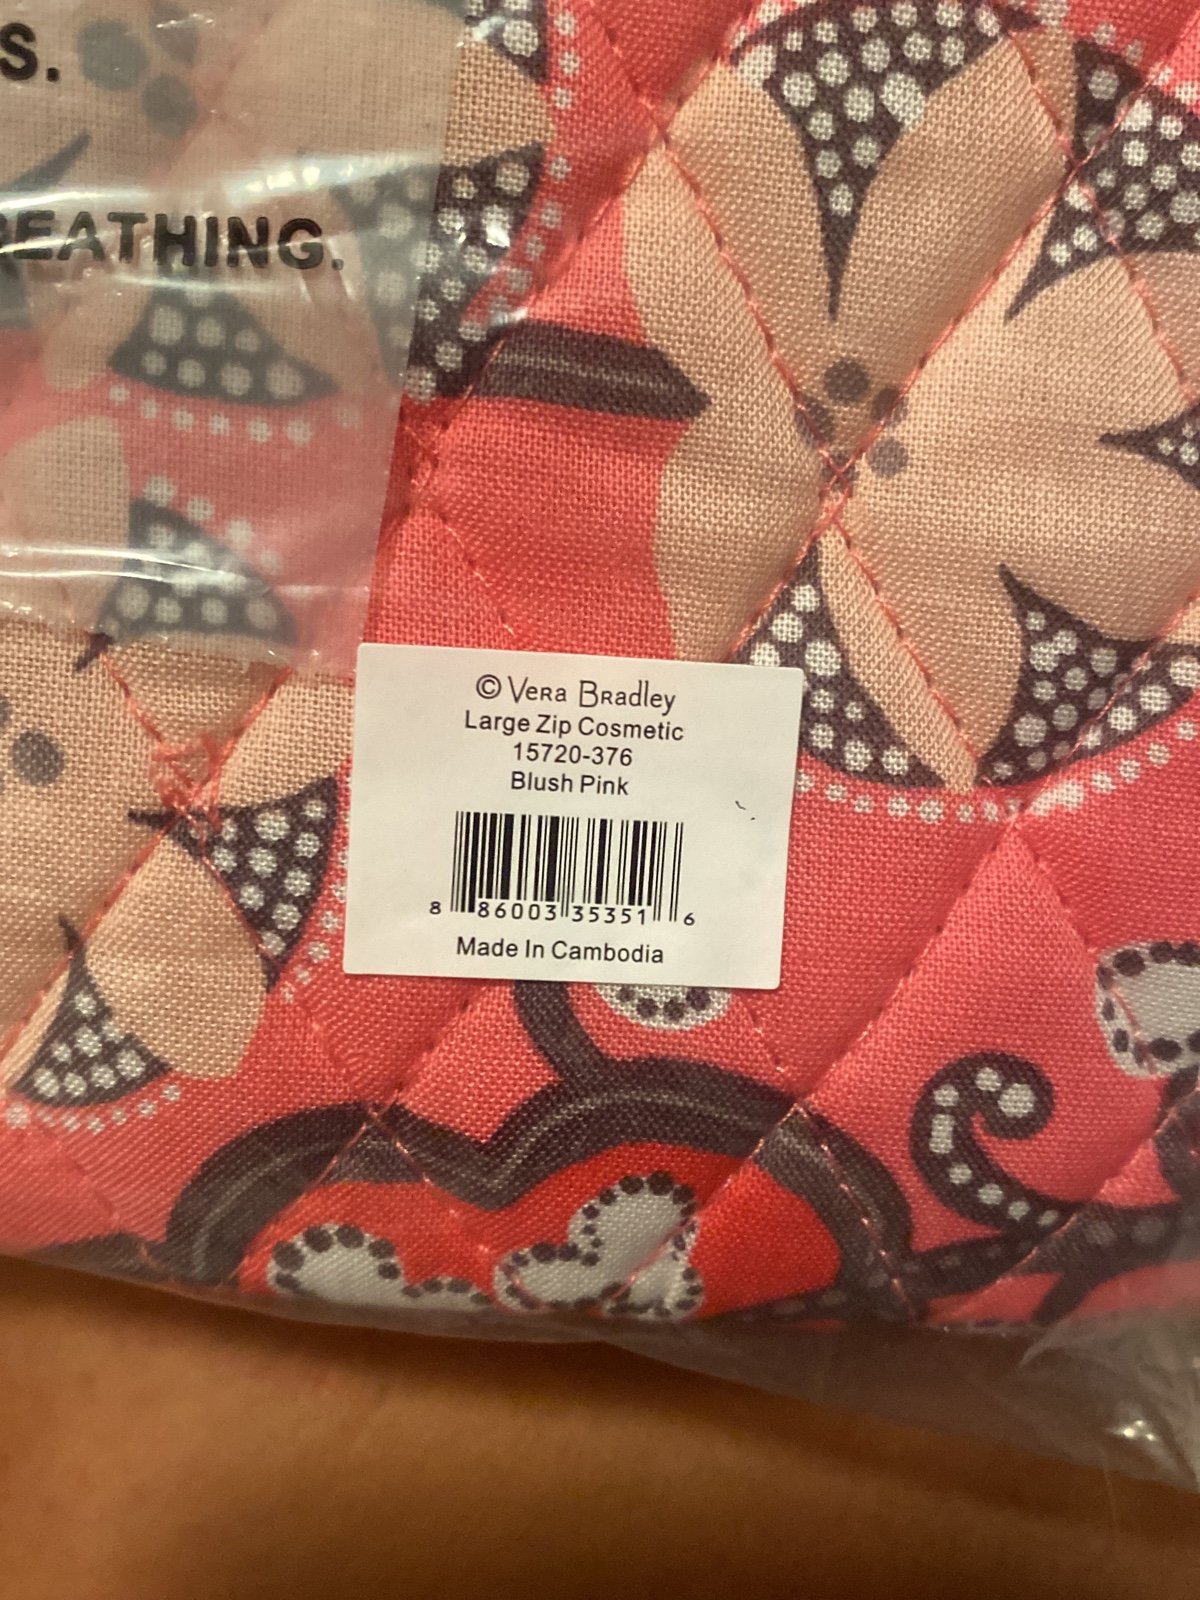 S.
EATHING.
© Vera Bradley
Large Zip Cosmetic
15720-376
Blush Pink
8 86003 35351 6
Made In Cambodia